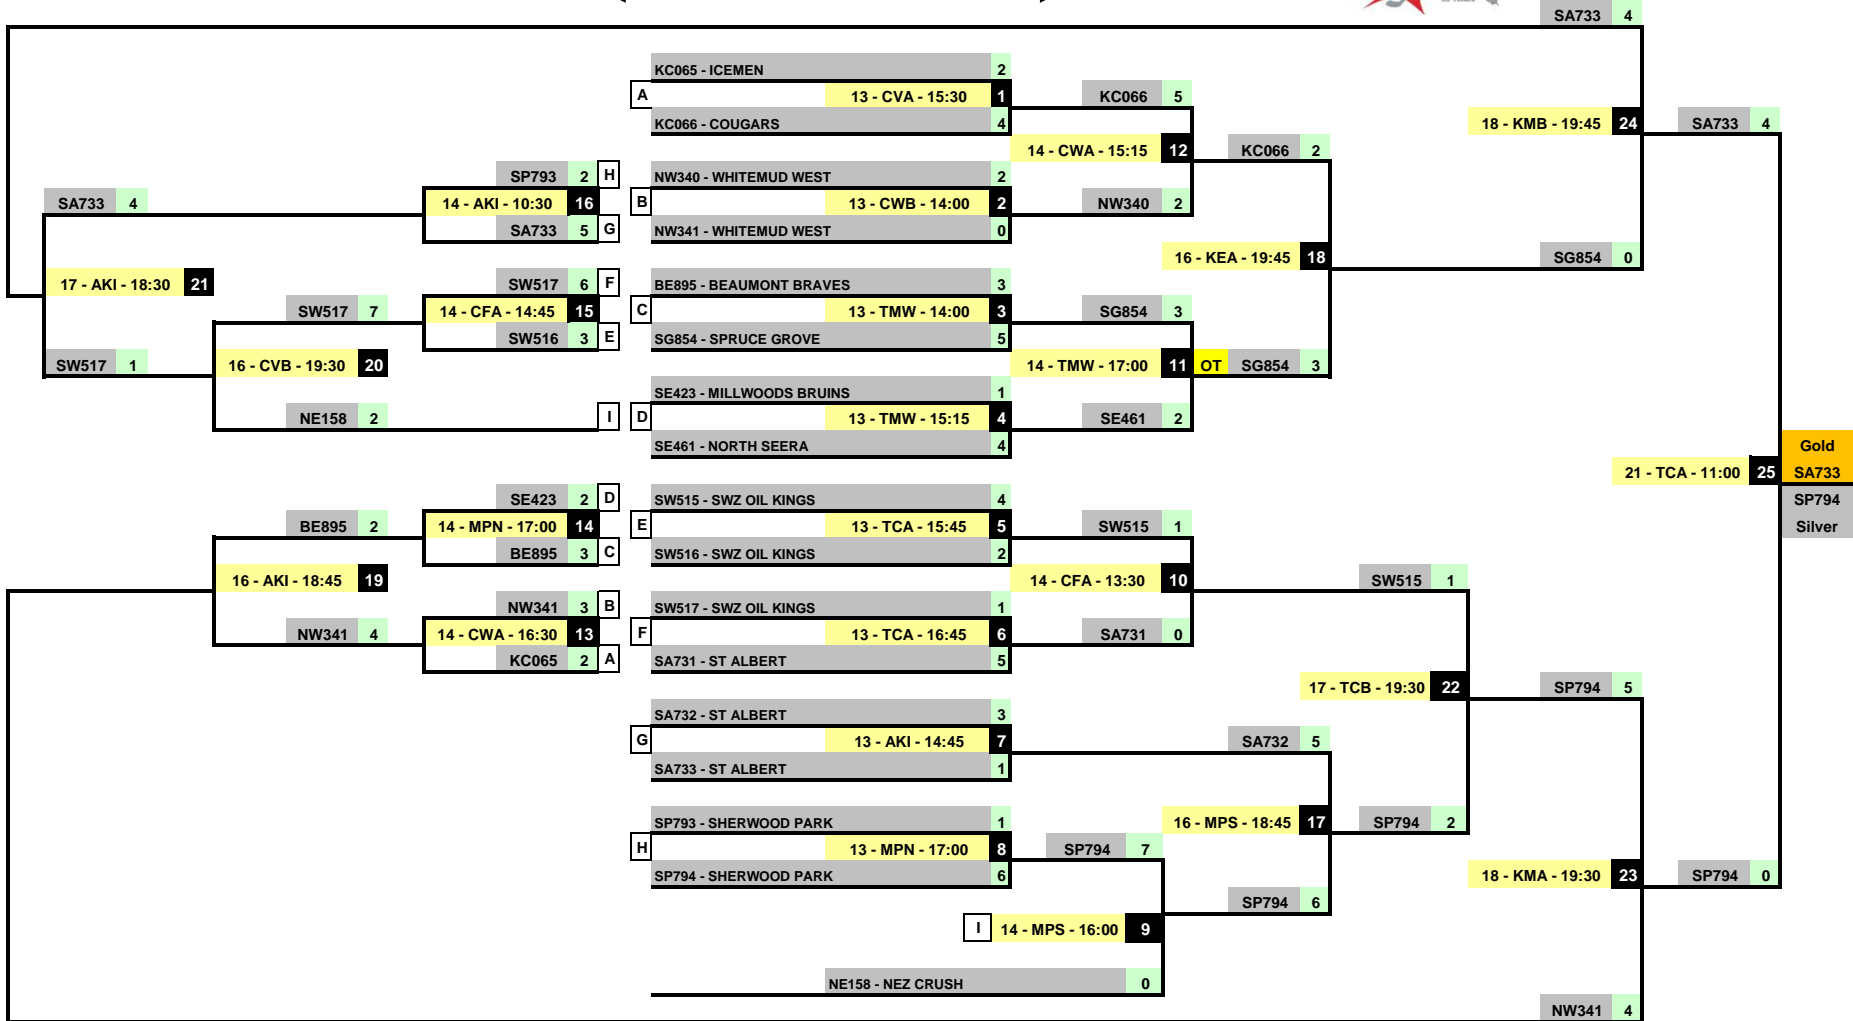 SA733 4
KC065 - ICEMEN 2
A 13 - CVA - 15:30 1 KC066 5
KC066 - COUGARS 4 18 - KMB - 19:45 24 SA733 4
14 - CWA - 15:15 12 KC066 2
SP793 2 H NW340 - WHITEMUD WEST 2
SA733 4 14 - AKI - 10:30 16 B 13 - CWB - 14:00 2 NW340 2
SA733 5 G NW341 - WHITEMUD WEST 0
16 - KEA - 19:45 18 SG854 0
17 - AKI - 18:30 21 SW517 6 F BE895 - BEAUMONT BRAVES 3
SW517 7 14 - CFA - 14:45 15 C 13 - TMW - 14:00 3 SG854 3
SW516 3 E SG854 - SPRUCE GROVE 5
SW517 1 16 - CVB - 19:30 20 14 - TMW - 17:00 11 OT SG854 3
SE423 - MILLWOODS BRUINS 1
NE158 2 I D 13 - TMW - 15:15 4 SE461 2
SE461 - NORTH SEERA 4 Gold
21 - TCA - 11:00 25 SA733
SE423 2 D SW515 - SWZ OIL KINGS 4 SP794
BE895 2 14 - MPN - 17:00 14 E 13 - TCA - 15:45 5 SW515 1 Silver
BE895 3 C SW516 - SWZ OIL KINGS 2
16 - AKI - 18:45 19 14 - CFA - 13:30 10 SW515 1
NW341 3 B SW517 - SWZ OIL KINGS 1
NW341 4 14 - CWA - 16:30 13 F 13 - TCA - 16:45 6 SA731 0
KC065 2 A SA731 - ST ALBERT 5
17 - TCB - 19:30 22 SP794 5
SA732 - ST ALBERT 3
G 13 - AKI - 14:45 7 SA732 5
SA733 - ST ALBERT 1
SP793 - SHERWOOD PARK 1 16 - MPS - 18:45 17 SP794 2
H 13 - MPN - 17:00 8 SP794 7
SP794 - SHERWOOD PARK 6 18 - KMA - 19:30 23 SP794 0
SP794 6
I 14 - MPS - 16:00 9
NE158 - NEZ CRUSH 0
NW341 4